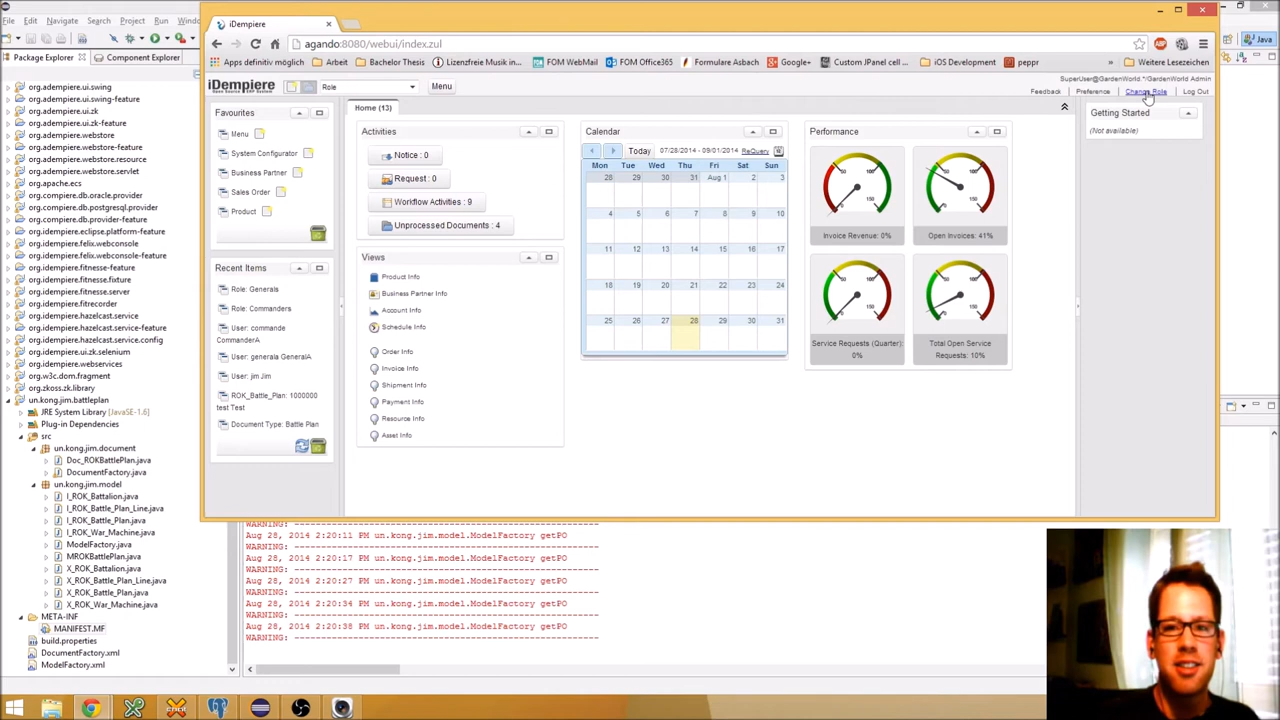 File Edit Navigate Search Project Run Window
iDempiere
agando:8080/webui/index.zul
Apps definitiv möglich Arbeit Bachelor Thesis Lizenzfreie Musik in... FOM WebMail FOM Office365 Formulare Asbach Google+ Custom JPanel cell ... iOS Development peppr » Weitere Lesezeichen
Java
Package Explorer Component Explorer
SuperUser@GardenWorld.*/GardenWorld Admin
iDempiere Role Menu
Feedback Preference Change Role Log Out
org.adempiere.ui.swing
org.adempiere.ui.swing-feature
org.adempiere.ui.zk
org.adempiere.ui.zk-feature
org.adempiere.webstore
org.adempiere.webstore-feature
org.adempiere.webstore.resource
org.adempiere.webstore.servlet
org.apache.ecs
org.compiere.db.oracle.provider
org.compiere.db.postgresql.provider
org.compiere.db.provider-feature
org.idempiere.eclipse.platform-feature
org.idempiere.felix.webconsole
org.idempiere.felix.webconsole-feature
org.idempiere.fitnesse-feature
org.idempiere.fitnesse.fixture
org.idempiere.fitnesse.server
org.idempiere.fitrecorder
org.idempiere.hazelcast.service
org.idempiere.hazelcast.service-feature
org.idempiere.hazelcast.service.config
org.idempiere.ui.zk.selenium
org.idempiere.webservices
org.w3c.dom.fragment
org.zkoss.zk.library
un.kong.jim.battleplan
JRE System Library [JavaSE-1.6]
Plug-in Dependencies
src
un.kong.jim.document
Doc_ROKBattlePlan.java
DocumentFactory.java
un.kong.jim.model
I_ROK_Battalion.java
I_ROK_Battle_Plan_Line.java
I_ROK_Battle_Plan.java
I_ROK_War_Machine.java
ModelFactory.java
MROKBattlePlan.java
X_ROK_Battalion.java
X_ROK_Battle_Plan_Line.java
X_ROK_Battle_Plan.java
X_ROK_War_Machine.java
META-INF
MANIFEST.MF
build.properties
DocumentFactory.xml
ModelFactory.xml
Favourites
Menu
System Configurator
Business Partner
Sales Order
Product
Recent Items
Role: Generals
Role: Commanders
User: commande
CommanderA
User: generala GeneralA
User: jim Jim
ROK_Battle_Plan: 1000000
test Test
Document Type: Battle Plan
Home (13)
Activities
Notice : 0
Request : 0
Workflow Activities : 9
Unprocessed Documents : 4
Views
Product Info
Business Partner Info
Account Info
Schedule Info
Order Info
Invoice Info
Shipment Info
Payment Info
Resource Info
Asset Info
Calendar
Today 07/28/2014 - 09/01/2014 ReQuery
Mon Tue Wed Thu Fri Sat Sun
28 29 30 31 Aug 1 2 3
4 5 6 7 8 9 10
11 12 13 14 15 16 17
18 19 20 21 22 23 24
25 26 27 28 29 30 31
Performance
Invoice Revenue: 0%
Open Invoices: 41%
Service Requests (Quarter):
0%
Total Open Service
Requests: 10%
Getting Started
(Not available)
WARNING: ------------------------------------------------------
Aug 28, 2014 2:20:11 PM un.kong.jim.model.ModelFactory getPO
WARNING: ------------------------------------------------------
Aug 28, 2014 2:20:17 PM un.kong.jim.model.ModelFactory getPO
WARNING: ------------------------------------------------------
Aug 28, 2014 2:20:27 PM un.kong.jim.model.ModelFactory getPO
WARNING: ------------------------------------------------------
Aug 28, 2014 2:20:34 PM un.kong.jim.model.ModelFactory getPO
WARNING: ------------------------------------------------------
Aug 28, 2014 2:20:38 PM un.kong.jim.model.ModelFactory getPO
WARNING: ------------------------------------------------------